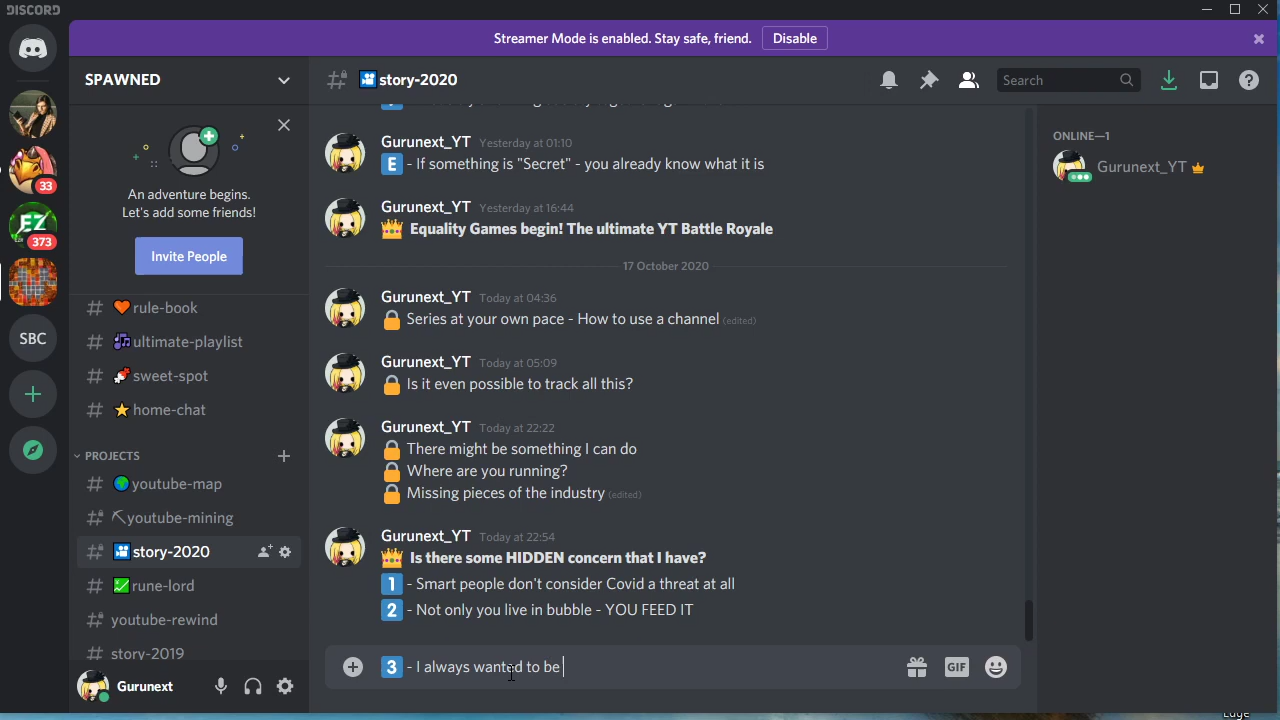 DISCORD
Streamer Mode is enabled. Stay safe, friend.
Disable
SPAWNED
story-2020
Search
33
EZ
373
SBC
An adventure begins.
Let's add some friends!
Invite People
rule-book
ultimate-playlist
sweet-spot
home-chat
PROJECTS
youtube-map
youtube-mining
story-2020
rune-lord
youtube-rewind
story-2019
Gurunext
Gurunext_YT Yesterday at 01:10
E - If something is "Secret" - you already know what it is
Gurunext_YT Yesterday at 16:44
Equality Games begin! The ultimate YT Battle Royale
17 October 2020
Gurunext_YT Today at 04:36
Series at your own pace - How to use a channel (edited)
Gurunext_YT Today at 05:09
Is it even possible to track all this?
Gurunext_YT Today at 22:22
There might be something I can do
Where are you running?
Missing pieces of the industry (edited)
Gurunext_YT Today at 22:54
Is there some HIDDEN concern that I have?
1 - Smart people don't consider Covid a threat at all
2 - Not only you live in bubble - YOU FEED IT
3 - I always wanted to be
GIF
ONLINE—1
Gurunext_YT
Edge